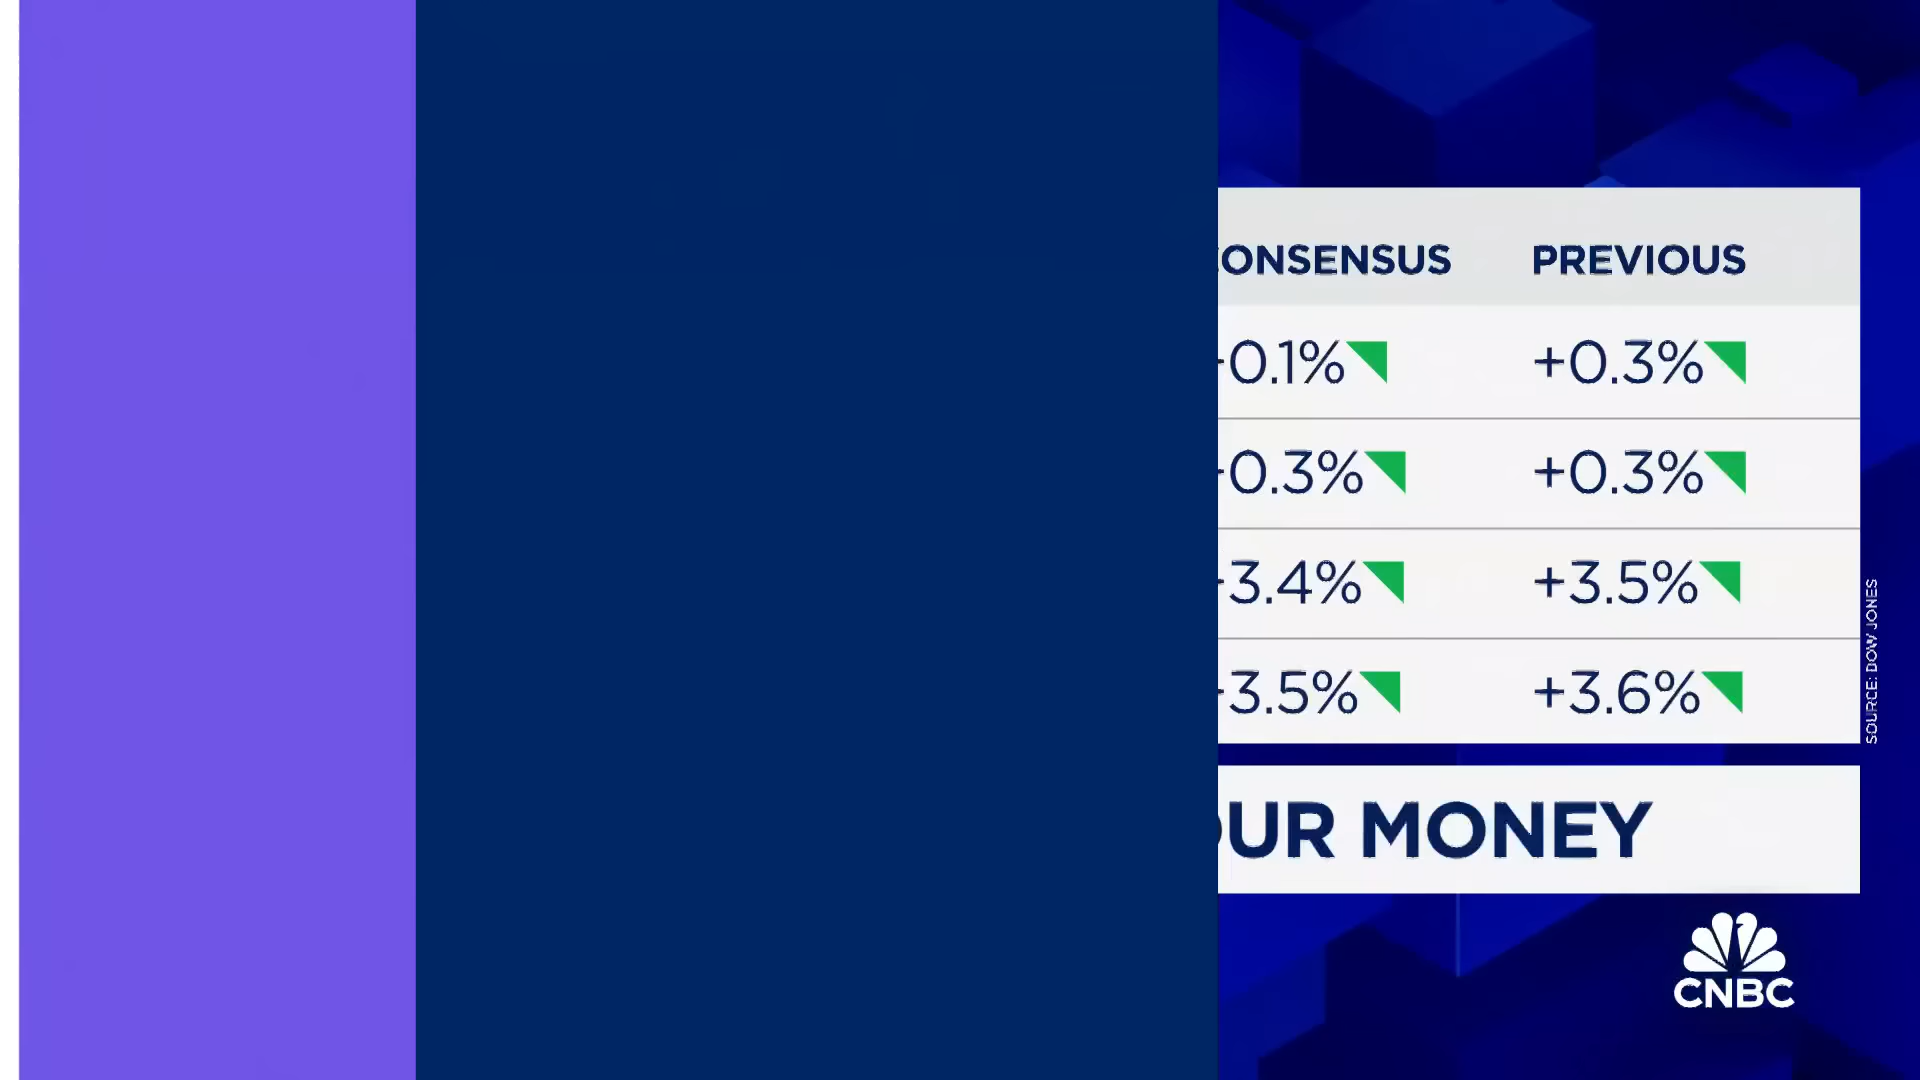 ONSENSUS PREVIOUS
0.1% +0.3%
0.3% +0.3%
3.4% +3.5%
3.5% +3.6%
SOURCE: DOW JONES
UR MONEY
CNBC